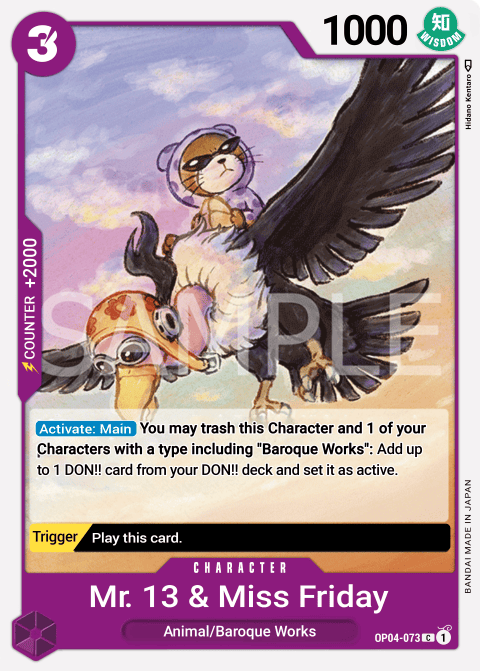 3
1000
知
WISDOM
Hidano Kentaro
COUNTER +2000
SAMPLE
Activate: Main You may trash this Character and 1 of your
Characters with a type including "Baroque Works": Add up
to 1 DON!! card from your DON!! deck and set it as active.
Trigger Play this card.
CHARACTER
Mr. 13 & Miss Friday
Animal/Baroque Works
OP04-073 C 1
BANDAI MADE IN JAPAN